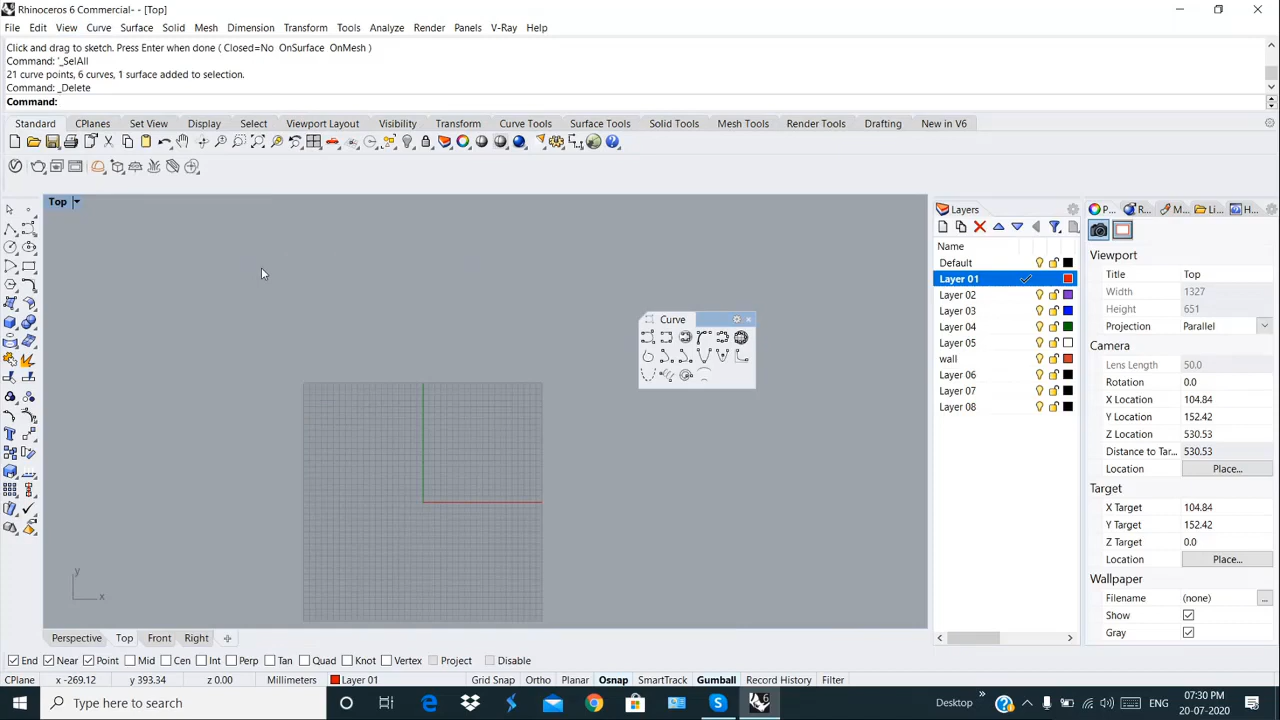 Rhinoceros 6 Commercial- - [Top]
File Edit View Curve Surface Solid Mesh Dimension Transform Tools Analyze Render Panels V-Ray Help
Click and drag to sketch. Press Enter when done ( Closed=No OnSurface OnMesh )
Command: '_SelAll
21 curve points, 6 curves, 1 surface added to selection.
Command: _Delete
Command:
Standard CPlanes Set View Display Select Viewport Layout Visibility Transform Curve Tools Surface Tools Solid Tools Mesh Tools Render Tools Drafting New in V6
Top
Curve
y
x
Layers
Name
Default
Layer 01
Layer 02
Layer 03
Layer 04
Layer 05
wall
Layer 06
Layer 07
Layer 08
P... R... M... Li... H...
Viewport
Title Top
Width 1327
Height 651
Projection Parallel
Camera
Lens Length 50.0
Rotation 0.0
X Location 104.84
Y Location 152.42
Z Location 530.53
Distance to Tar... 530.53
Location Place...
Target
X Target 104.84
Y Target 152.42
Z Target 0.0
Location Place...
Wallpaper
Filename (none) ...
Show
Gray
Perspective Top Front Right
End Near Point Mid Cen Int Perp Tan Quad Knot Vertex Project Disable
CPlane x -269.12 y 393.34 z 0.00 Millimeters Layer 01 Grid Snap Ortho Planar Osnap SmartTrack Gumball Record History Filter
Type here to search
Desktop
ENG
07:30 PM
20-07-2020